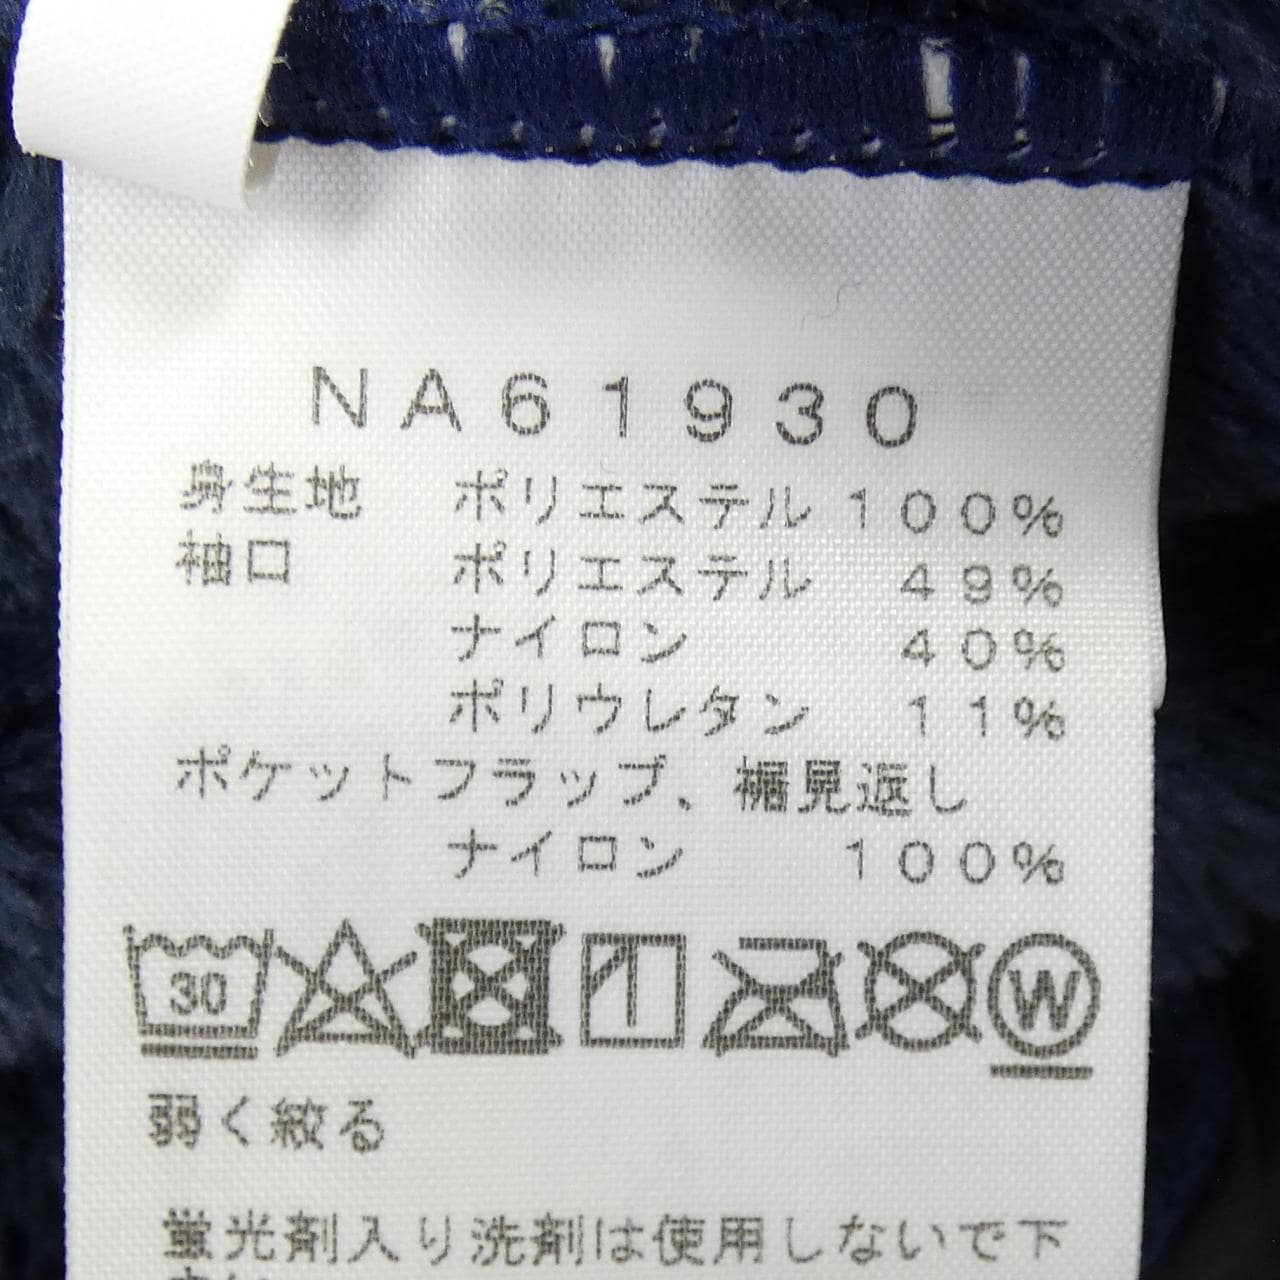 NA61930
身生地 ポリエステル 100%
袖口 ポリエステル 49%
ナイロン 40%
ポリウレタン 11%
ポケットフラップ、裾見返し
ナイロン 100%
30 W
弱く絞る
蛍光剤入り洗剤は使用しないで下